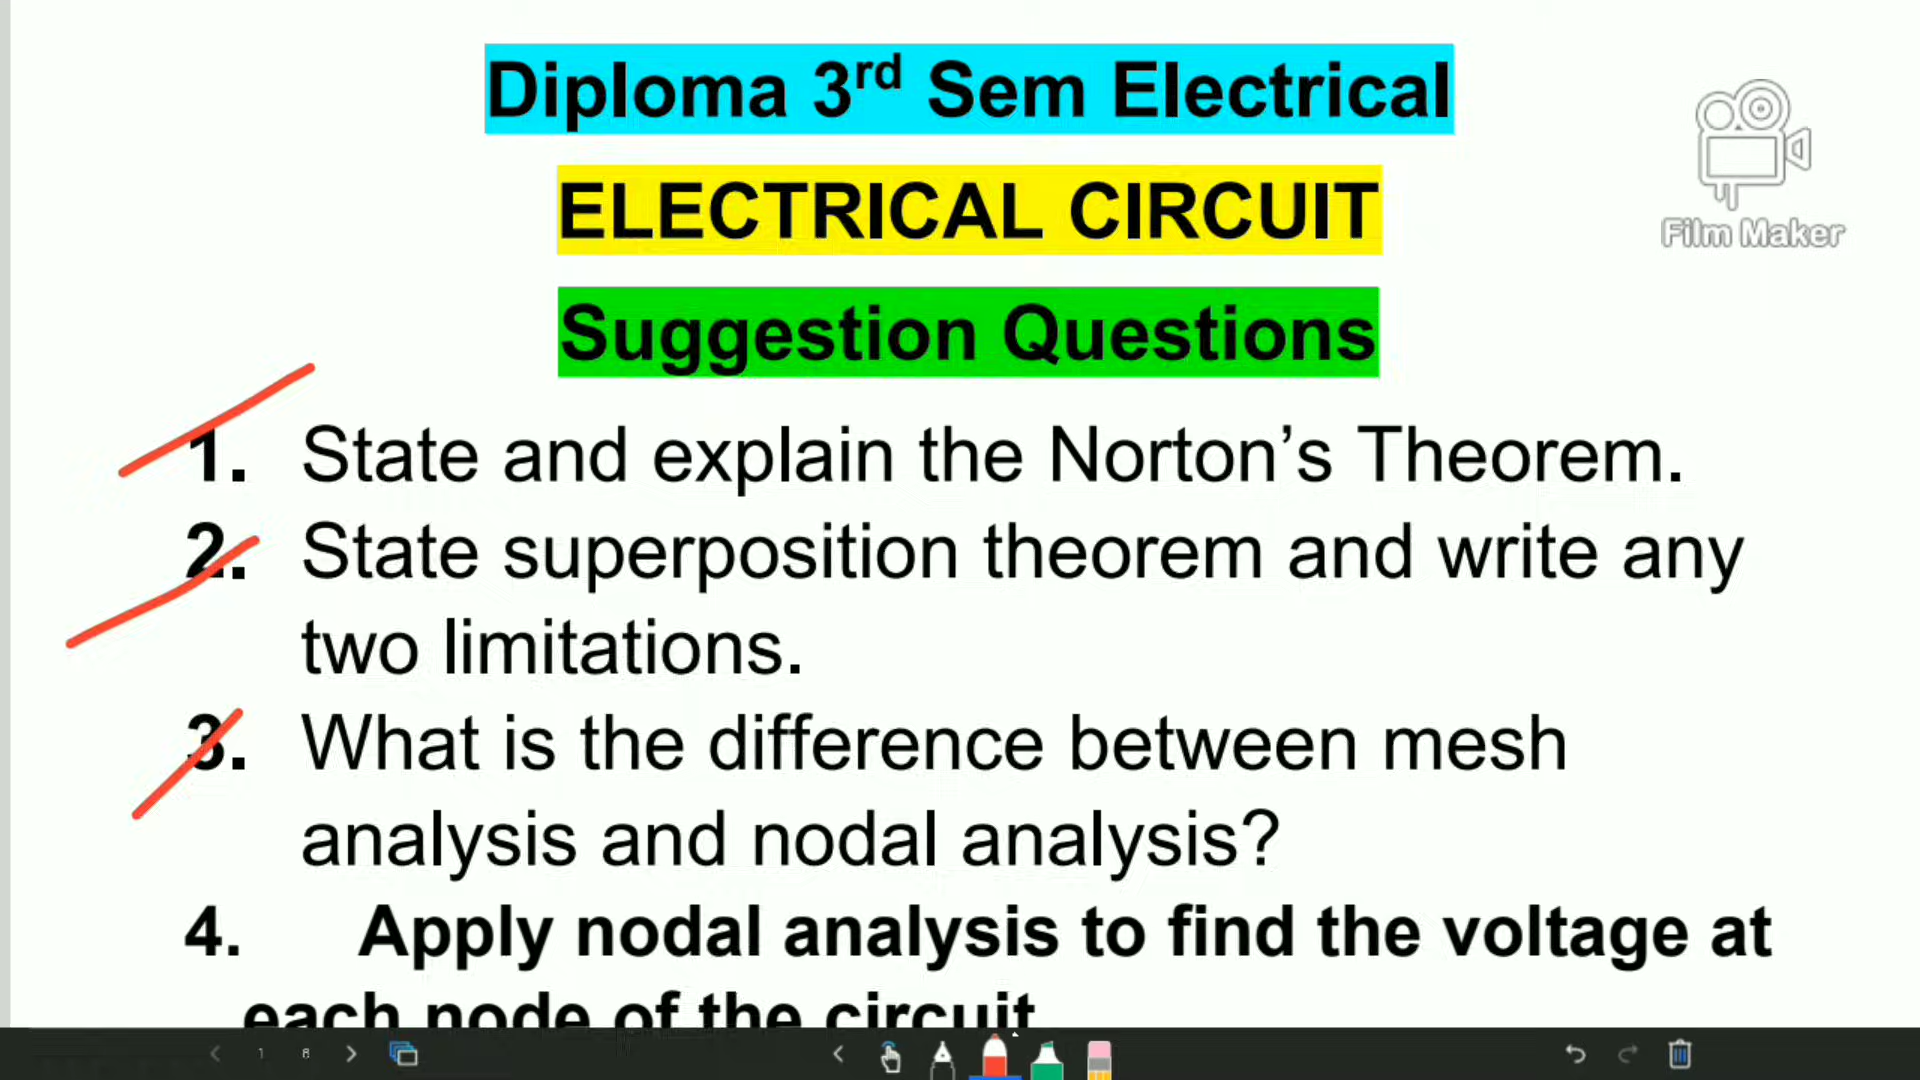 Diploma 3rd Sem Electrical
ELECTRICAL CIRCUIT
Film Maker
Suggestion Questions
1. State and explain the Norton’s Theorem.
2. State superposition theorem and write any
two limitations.
3. What is the difference between mesh
analysis and nodal analysis?
4. Apply nodal analysis to find the voltage at
each node of the circuit
1 8